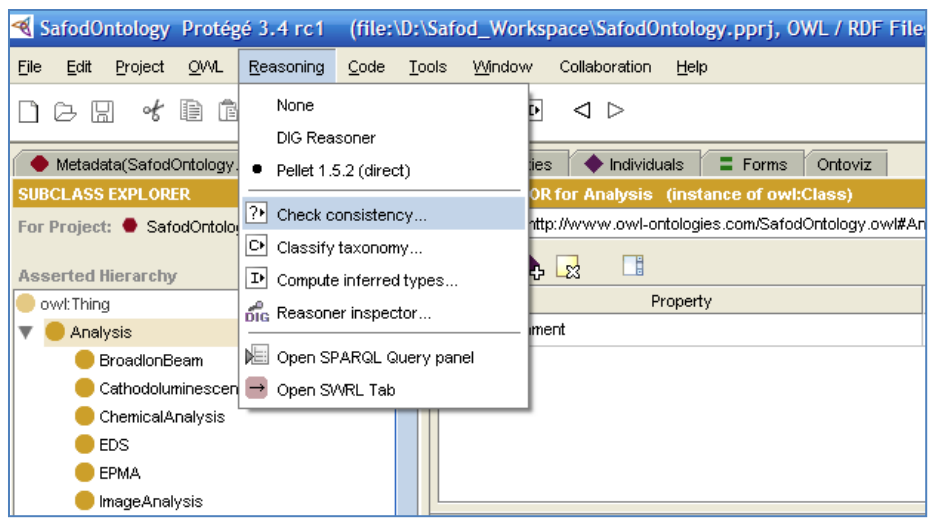 SafodOntology Protégé 3.4 rc1 (file:\D:\Safod_Workspace\SafodOntology.pprj, OWL / RDF File
File Edit Project OWL Reasoning Code Tools Window Collaboration Help
None
DIG Reasoner
Pellet 1.5.2 (direct)
Check consistency...
Classify taxonomy...
Compute inferred types...
DIG Reasoner inspector...
Open SPARQL Query panel
Open SWRL Tab
Metadata(SafodOntology. ies Individuals Forms Ontoviz
SUBCLASS EXPLORER
For Project: SafodOntolo
Asserted Hierarchy
owl:Thing
Analysis
BroadIonBeam
Cathodoluminescen
ChemicalAnalysis
EDS
EPMA
ImageAnalysis
OR for Analysis (instance of owl:Class)
http://www.owl-ontologies.com/SafodOntology.owl#An
Property
ment